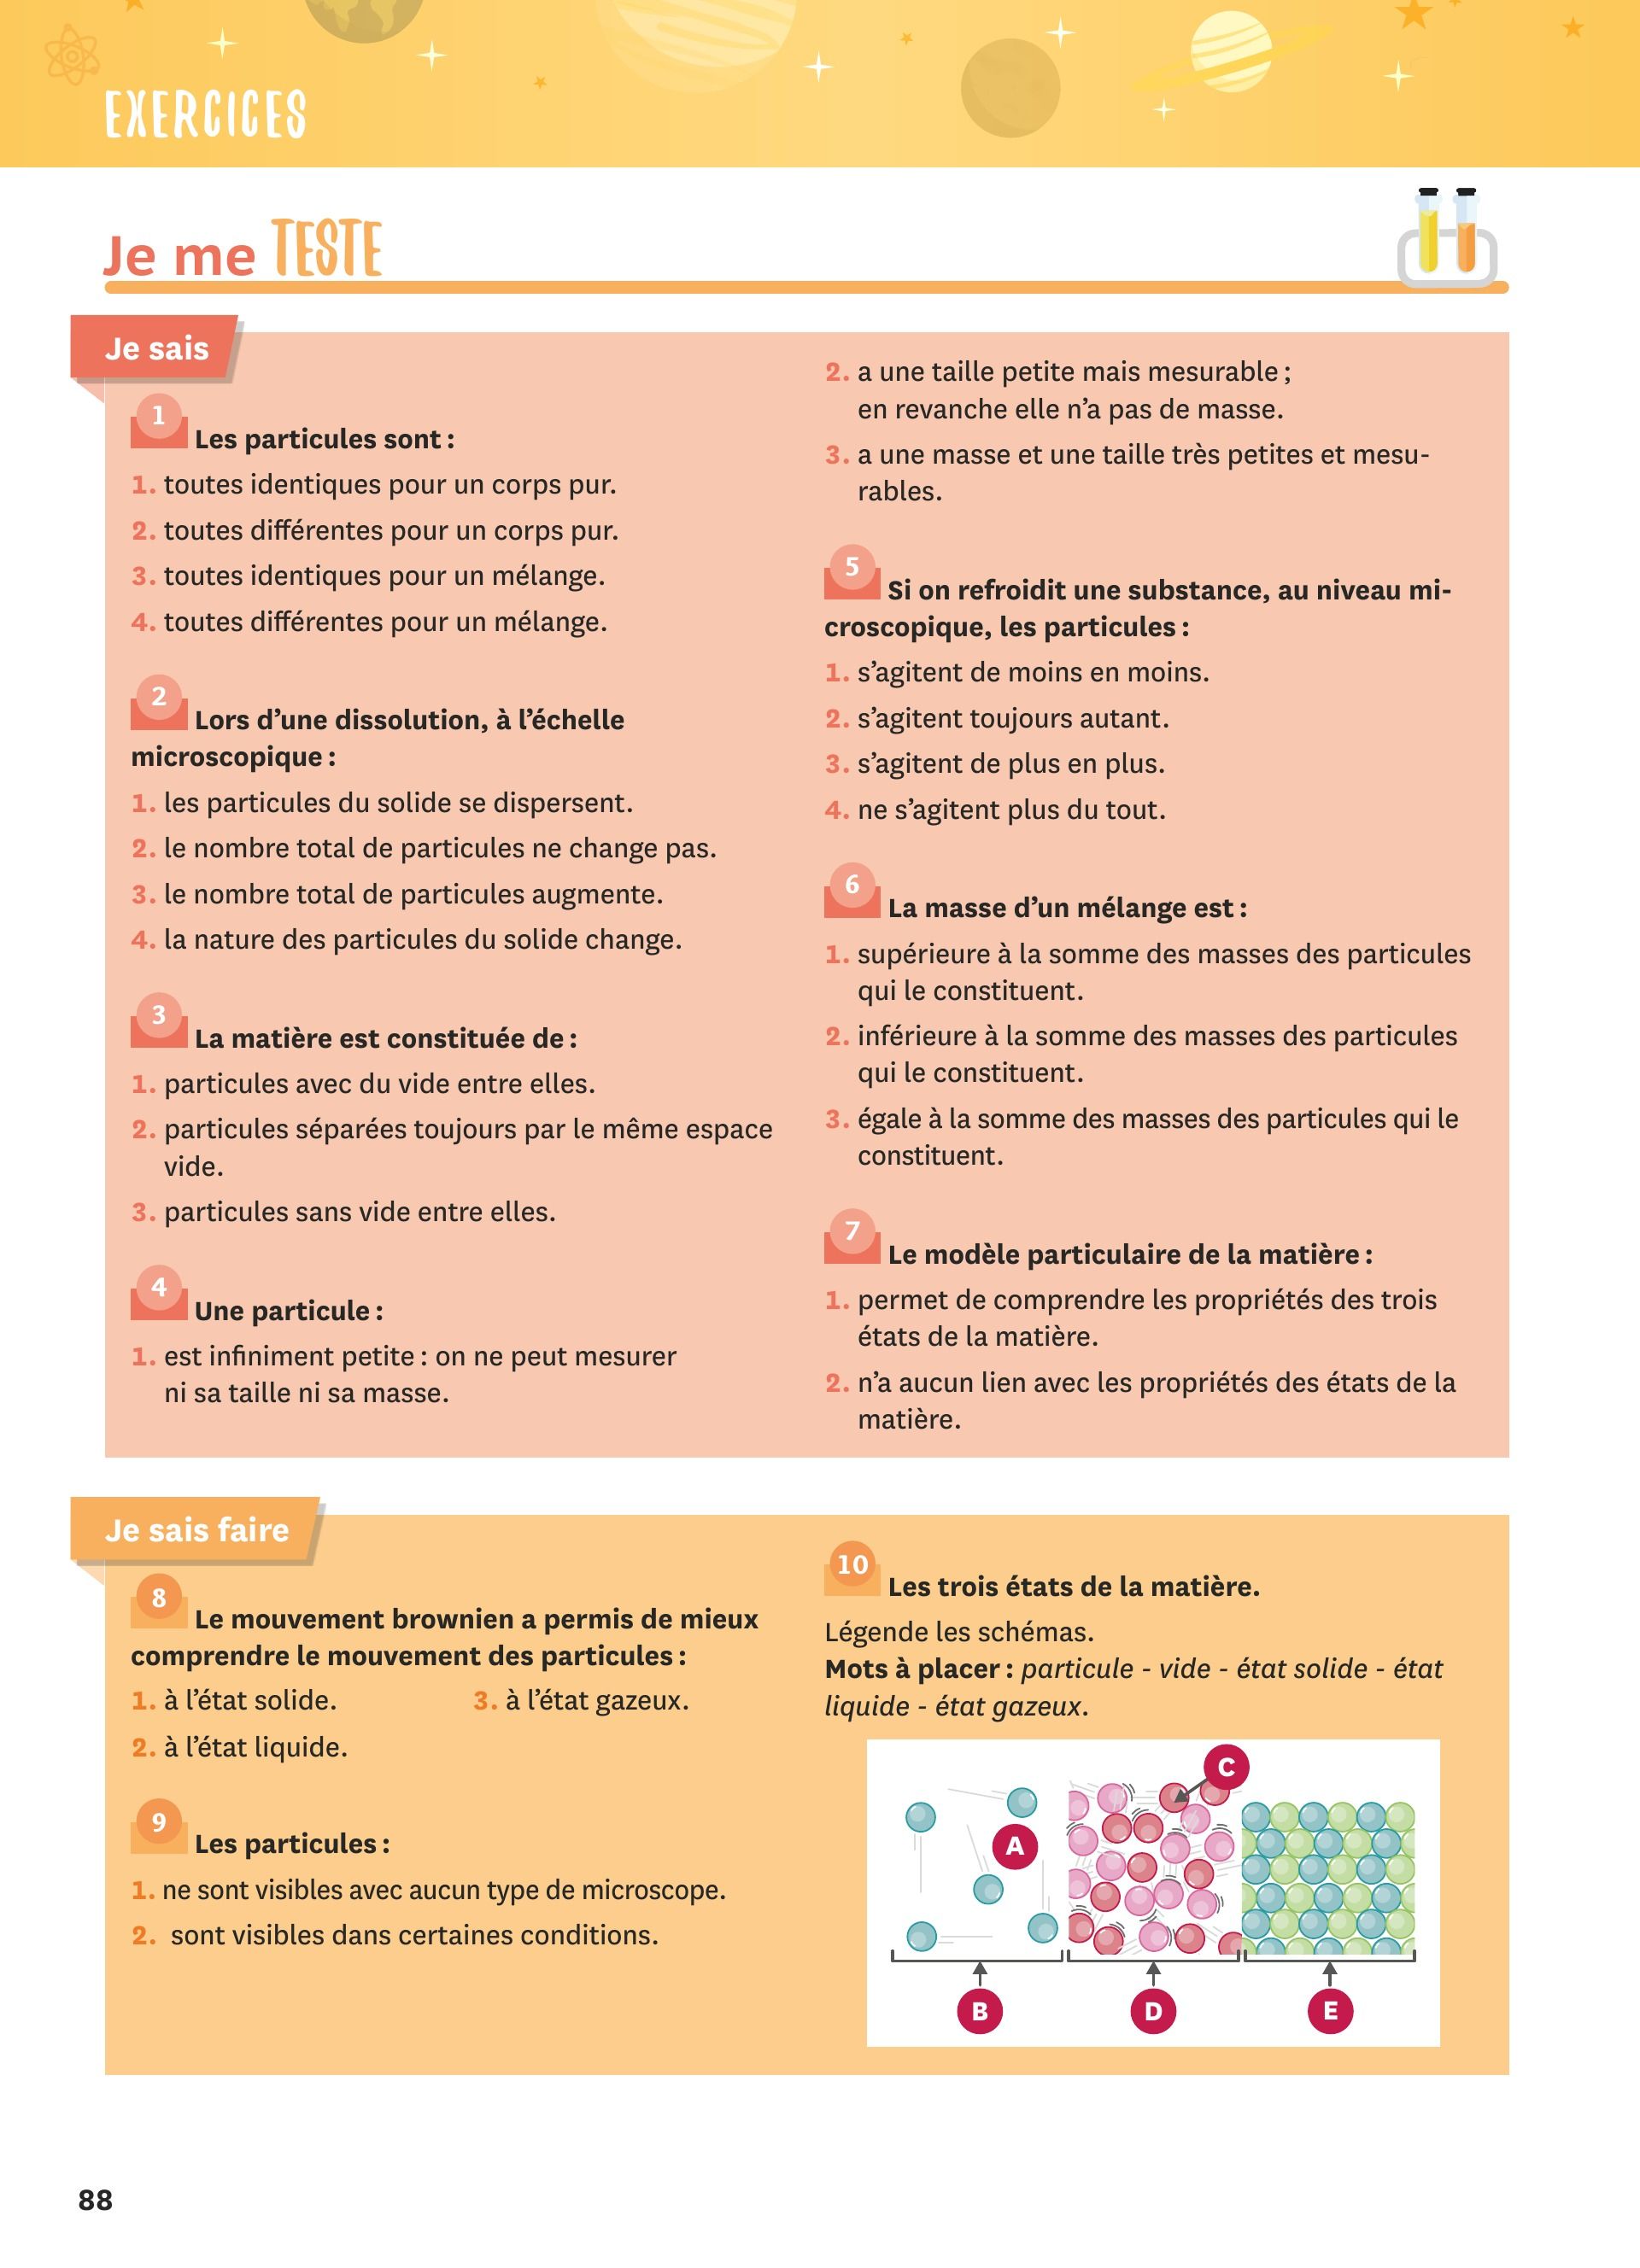 EXERCICES
Je me TESTE
Je sais
1 Les particules sont :
1. toutes identiques pour un corps pur.
2. toutes différentes pour un corps pur.
3. toutes identiques pour un mélange.
4. toutes différentes pour un mélange.
2 Lors d’une dissolution, à l’échelle
microscopique :
1. les particules du solide se dispersent.
2. le nombre total de particules ne change pas.
3. le nombre total de particules augmente.
4. la nature des particules du solide change.
3 La matière est constituée de :
1. particules avec du vide entre elles.
2. particules séparées toujours par le même espace
vide.
3. particules sans vide entre elles.
4 Une particule :
1. est infiniment petite : on ne peut mesurer
ni sa taille ni sa masse.
2. a une taille petite mais mesurable ;
en revanche elle n’a pas de masse.
3. a une masse et une taille très petites et mesu-
rables.
5 Si on refroidit une substance, au niveau mi-
croscopique, les particules :
1. s’agitent de moins en moins.
2. s’agitent toujours autant.
3. s’agitent de plus en plus.
4. ne s’agitent plus du tout.
6 La masse d’un mélange est :
1. supérieure à la somme des masses des particules
qui le constituent.
2. inférieure à la somme des masses des particules
qui le constituent.
3. égale à la somme des masses des particules qui le
constituent.
7 Le modèle particulaire de la matière :
1. permet de comprendre les propriétés des trois
états de la matière.
2. n’a aucun lien avec les propriétés des états de la
matière.
Je sais faire
8 Le mouvement brownien a permis de mieux
comprendre le mouvement des particules :
1. à l’état solide.
2. à l’état liquide.
3. à l’état gazeux.
9 Les particules :
1. ne sont visibles avec aucun type de microscope.
2. sont visibles dans certaines conditions.
10 Les trois états de la matière.
Légende les schémas.
Mots à placer : particule - vide - état solide - état
liquide - état gazeux.
C
A
B
D
E
88